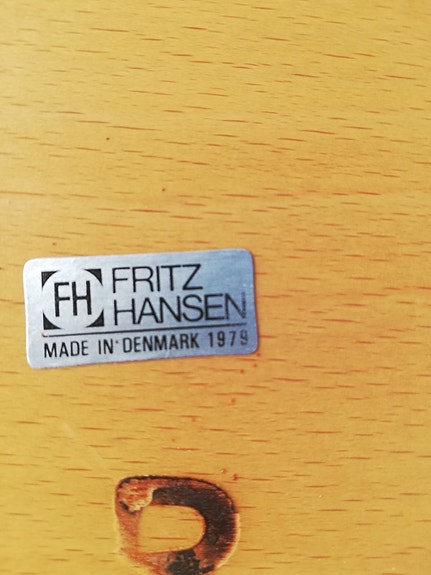 FH
FRITZ
HANSEN
MADE IN DENMARK 1979